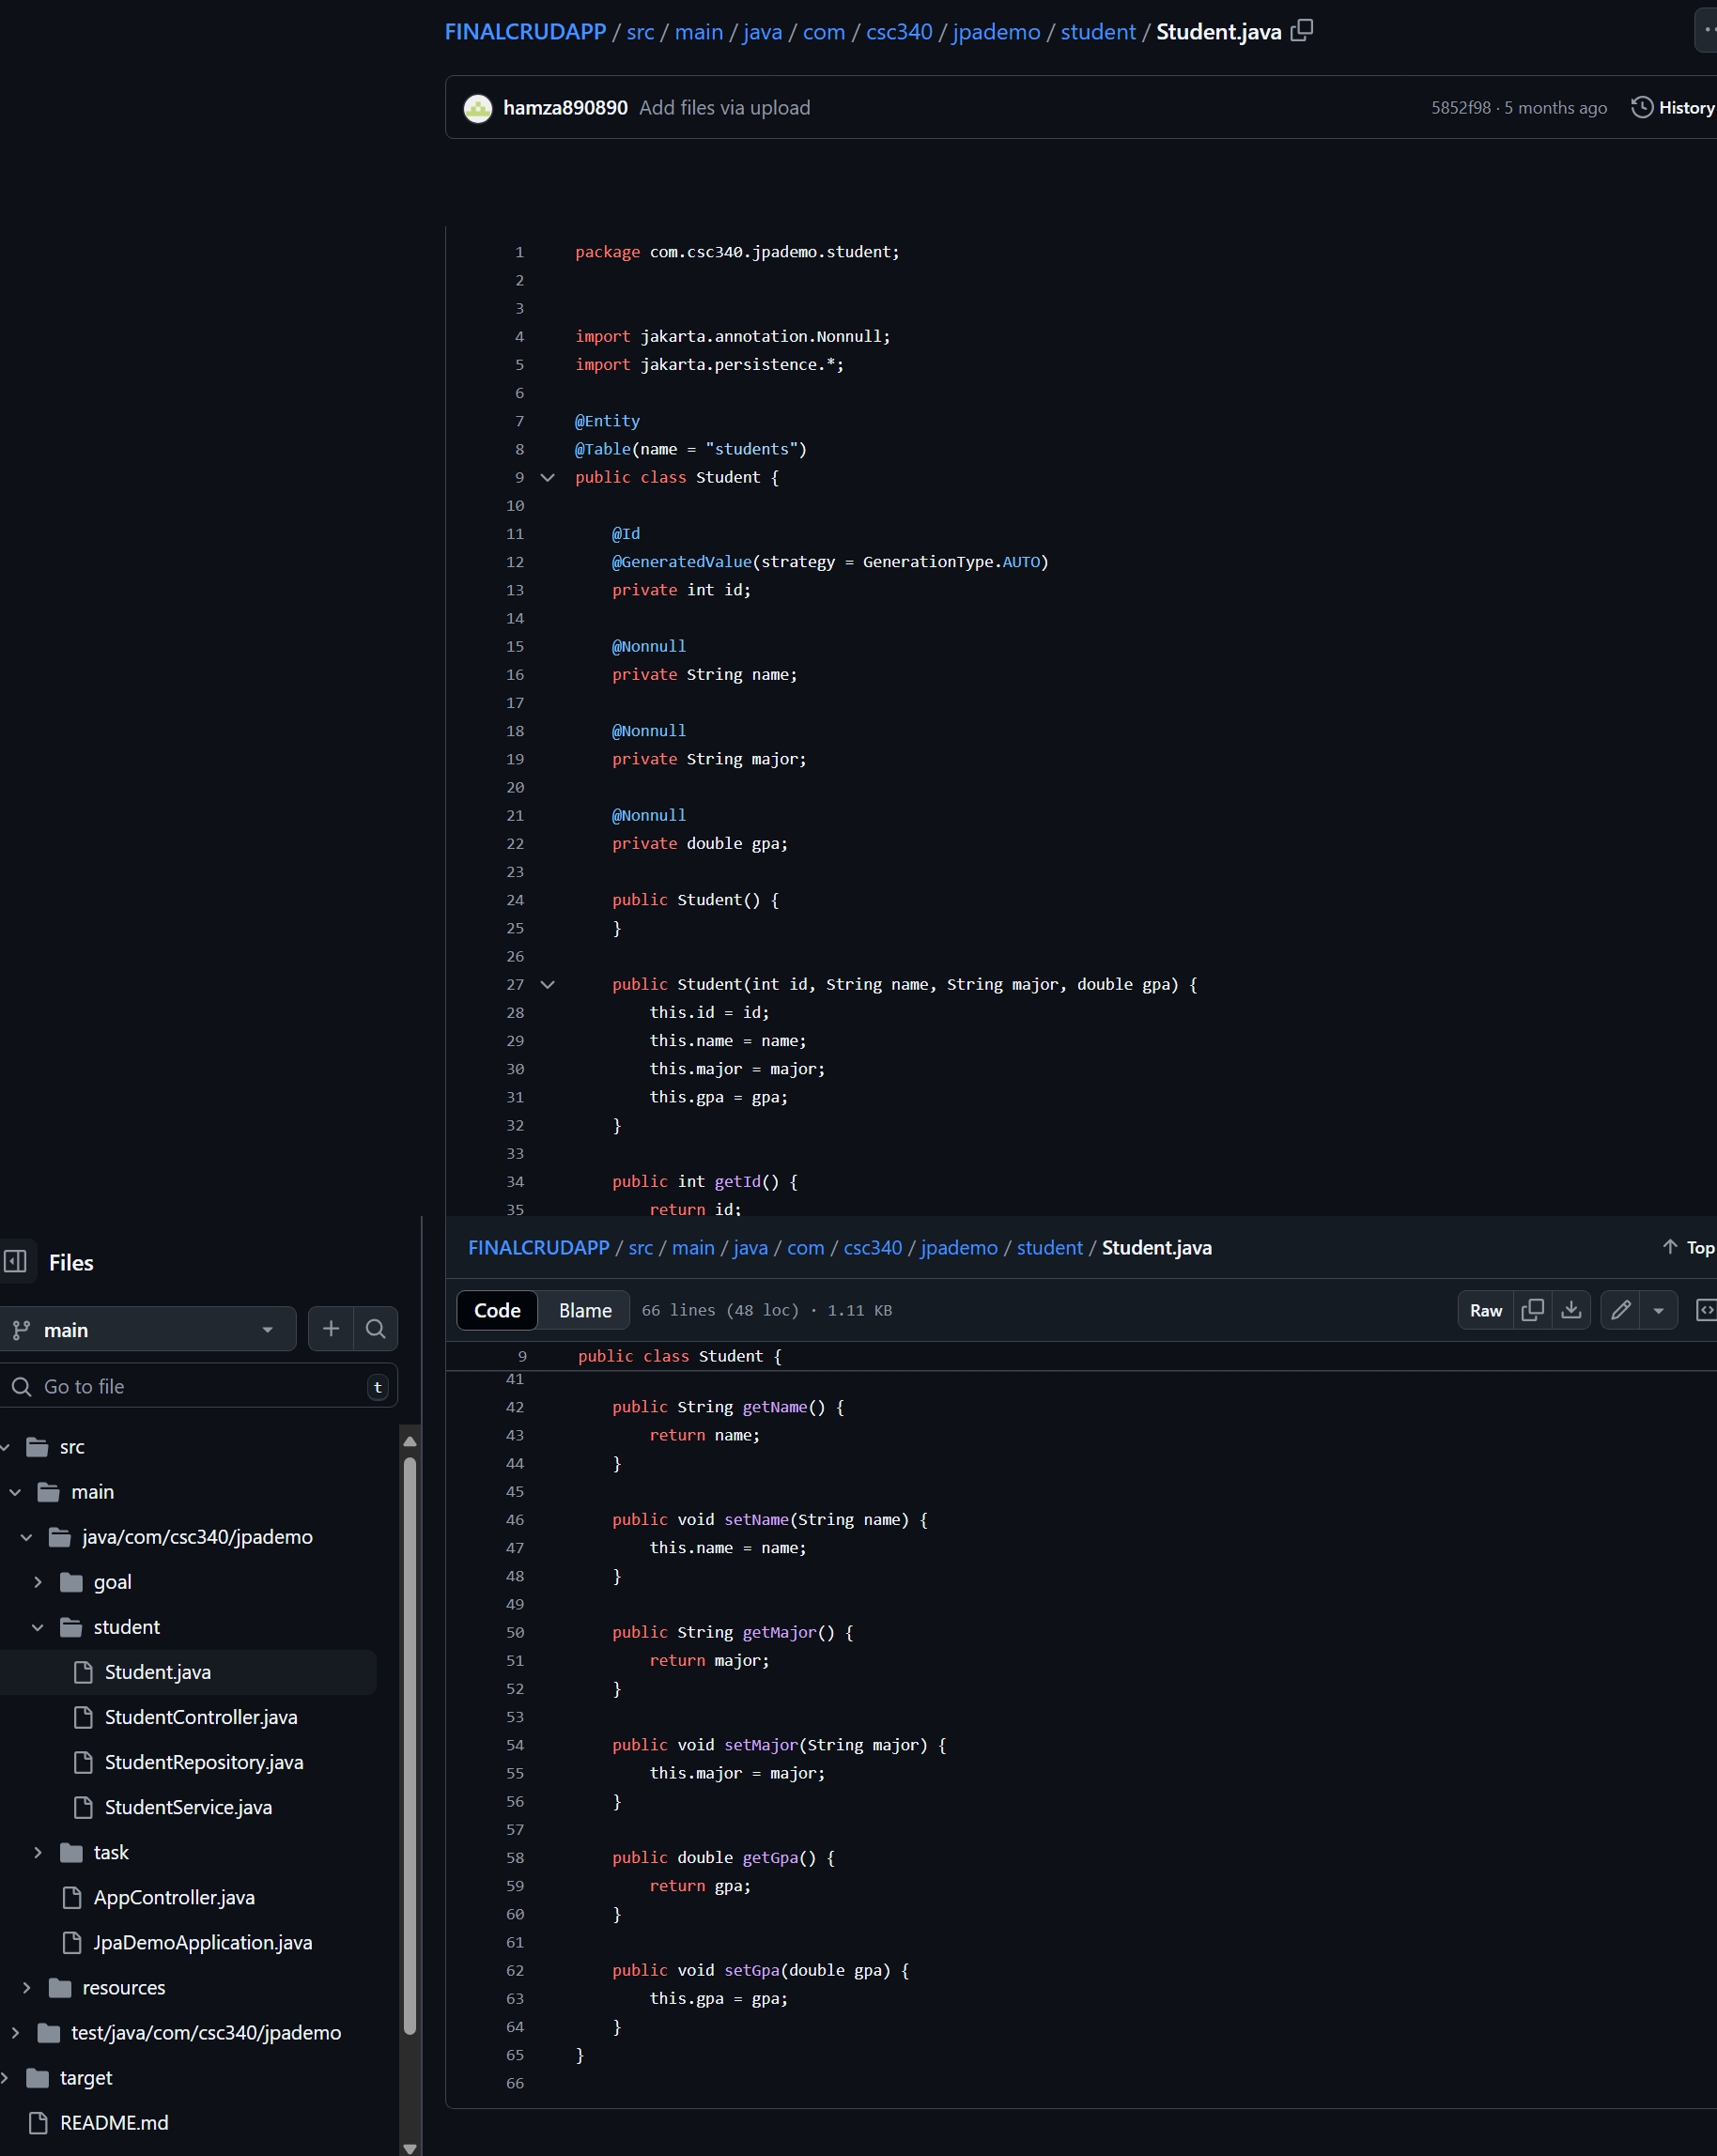 FINALCRUDAPP / src / main / java / com / csc340 / jpademo / student / Student.java
hamza890890 Add files via upload 5852f98 · 5 months ago History
1 package com.csc340.jpademo.student;
2
3
4 import jakarta.annotation.Nonnull;
5 import jakarta.persistence.*;
6
7 @Entity
8 @Table(name = "students")
9 public class Student {
10
11 @Id
12 @GeneratedValue(strategy = GenerationType.AUTO)
13 private int id;
14
15 @Nonnull
16 private String name;
17
18 @Nonnull
19 private String major;
20
21 @Nonnull
22 private double gpa;
23
24 public Student() {
25 }
26
27 public Student(int id, String name, String major, double gpa) {
28 this.id = id;
29 this.name = name;
30 this.major = major;
31 this.gpa = gpa;
32 }
33
34 public int getId() {
35 return id;
Files
main
Go to file t
src
main
java/com/csc340/jpademo
goal
student
Student.java
StudentController.java
StudentRepository.java
StudentService.java
task
AppController.java
JpaDemoApplication.java
resources
test/java/com/csc340/jpademo
target
README.md
FINALCRUDAPP / src / main / java / com / csc340 / jpademo / student / Student.java Top
Code Blame 66 lines (48 loc) · 1.11 KB Raw
9 public class Student {
41
42 public String getName() {
43 return name;
44 }
45
46 public void setName(String name) {
47 this.name = name;
48 }
49
50 public String getMajor() {
51 return major;
52 }
53
54 public void setMajor(String major) {
55 this.major = major;
56 }
57
58 public double getGpa() {
59 return gpa;
60 }
61
62 public void setGpa(double gpa) {
63 this.gpa = gpa;
64 }
65 }
66